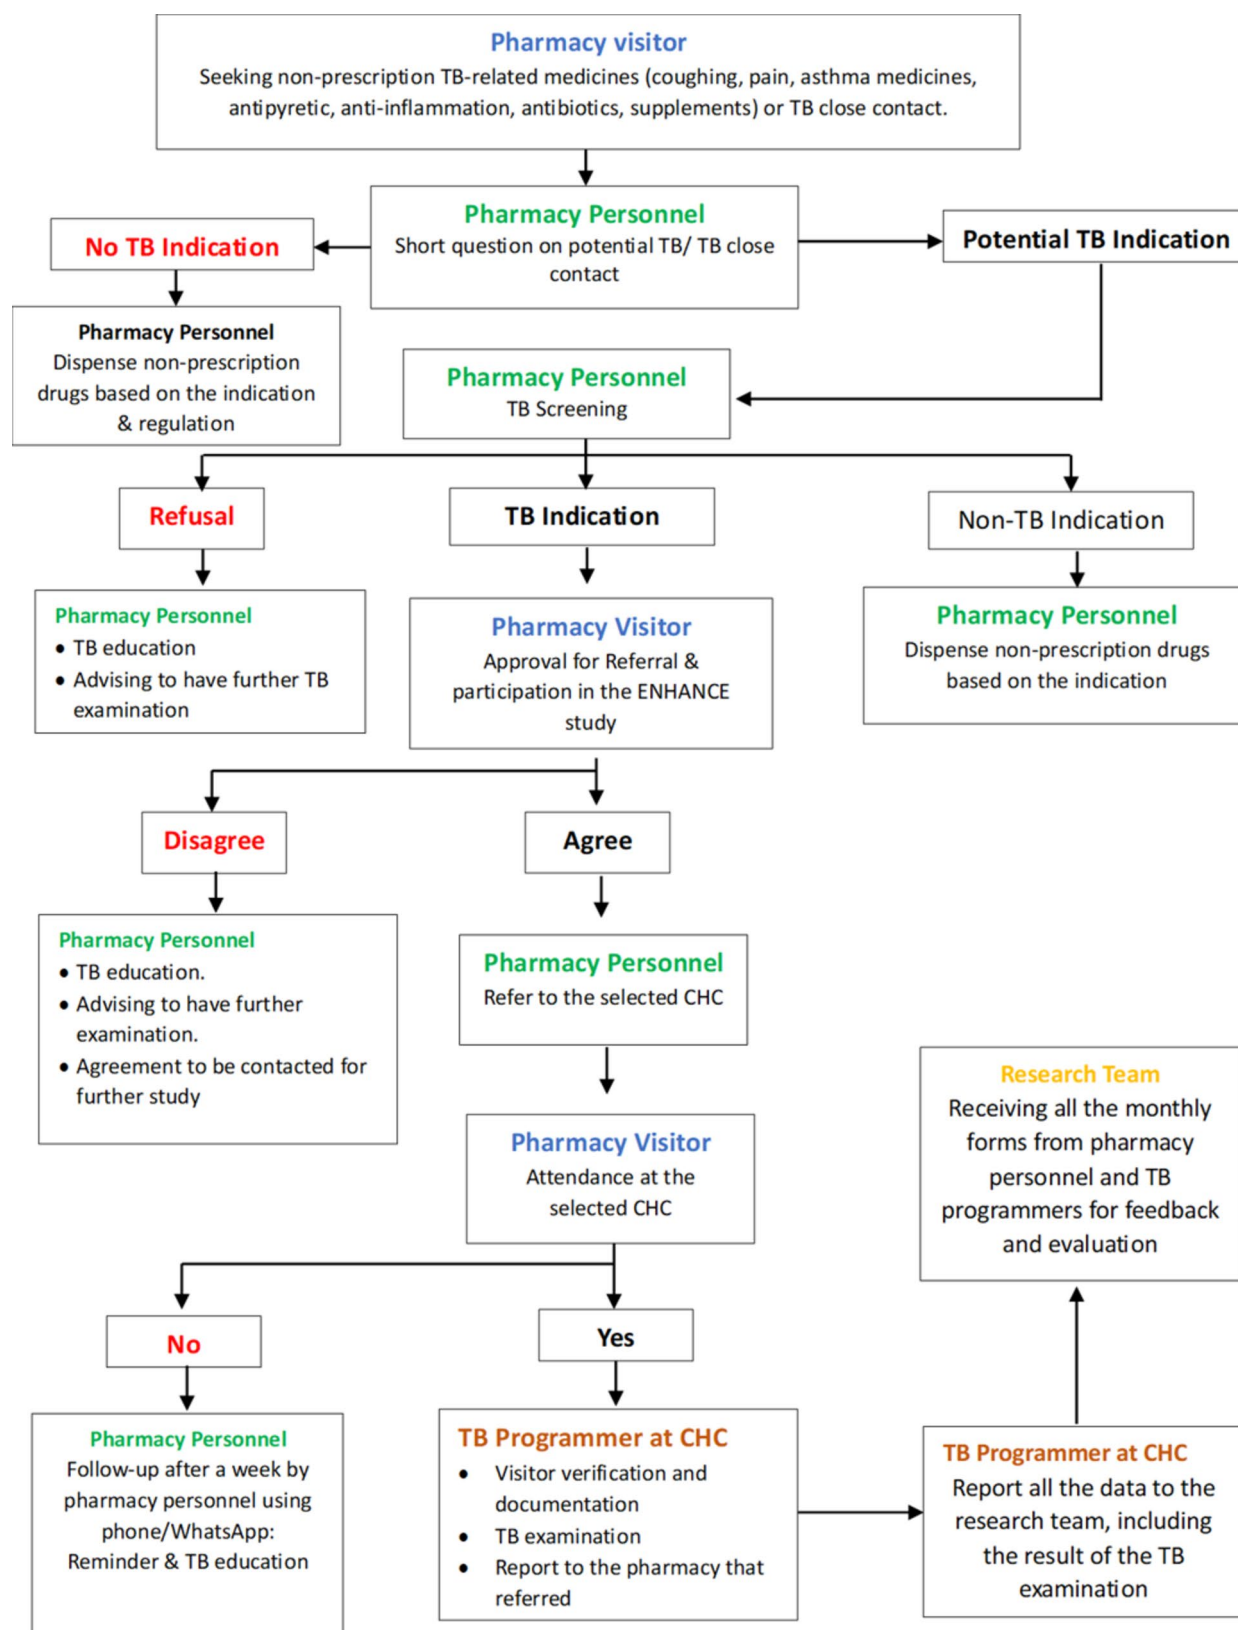 Pharmacy visitor
Seeking non-prescription TB-related medicines (coughing, pain, asthma medicines,
antipyretic, anti-inflammation, antibiotics, supplements) or TB close contact.
Pharmacy Personnel
Short question on potential TB/ TB close
contact
No TB Indication
Potential TB Indication
Pharmacy Personnel
Dispense non-prescription
drugs based on the indication
& regulation
Pharmacy Personnel
TB Screening
Refusal
TB Indication
Non-TB Indication
Pharmacy Personnel
• TB education
• Advising to have further TB
examination
Pharmacy Visitor
Approval for Referral &
participation in the ENHANCE
study
Pharmacy Personnel
Dispense non-prescription drugs
based on the indication
Disagree
Agree
Pharmacy Personnel
• TB education.
• Advising to have further
examination.
• Agreement to be contacted for
further study
Pharmacy Personnel
Refer to the selected CHC
Pharmacy Visitor
Attendance at the
selected CHC
Research Team
Receiving all the monthly
forms from pharmacy
personnel and TB
programmers for feedback
and evaluation
No
Yes
Pharmacy Personnel
Follow-up after a week by
pharmacy personnel using
phone/WhatsApp:
Reminder & TB education
TB Programmer at CHC
• Visitor verification and
documentation
• TB examination
• Report to the pharmacy that
referred
TB Programmer at CHC
Report all the data to the
research team, including
the result of the TB
examination